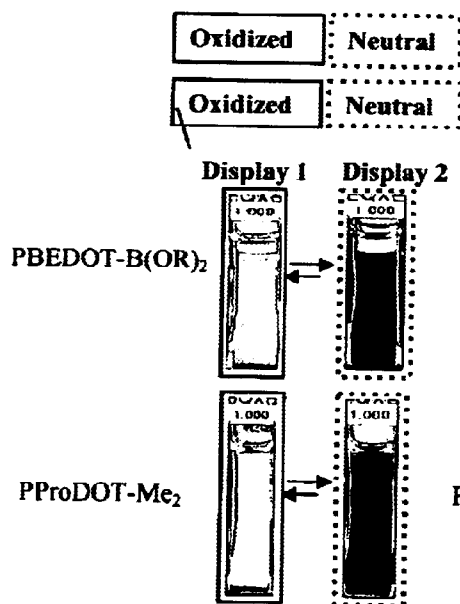 Oxidized Neutral
Oxidized Neutral
Display 1 Display 2
1.000 1.000
PBEDOT-B(OR)₂
1.000 1.000
PProDOT-Me₂